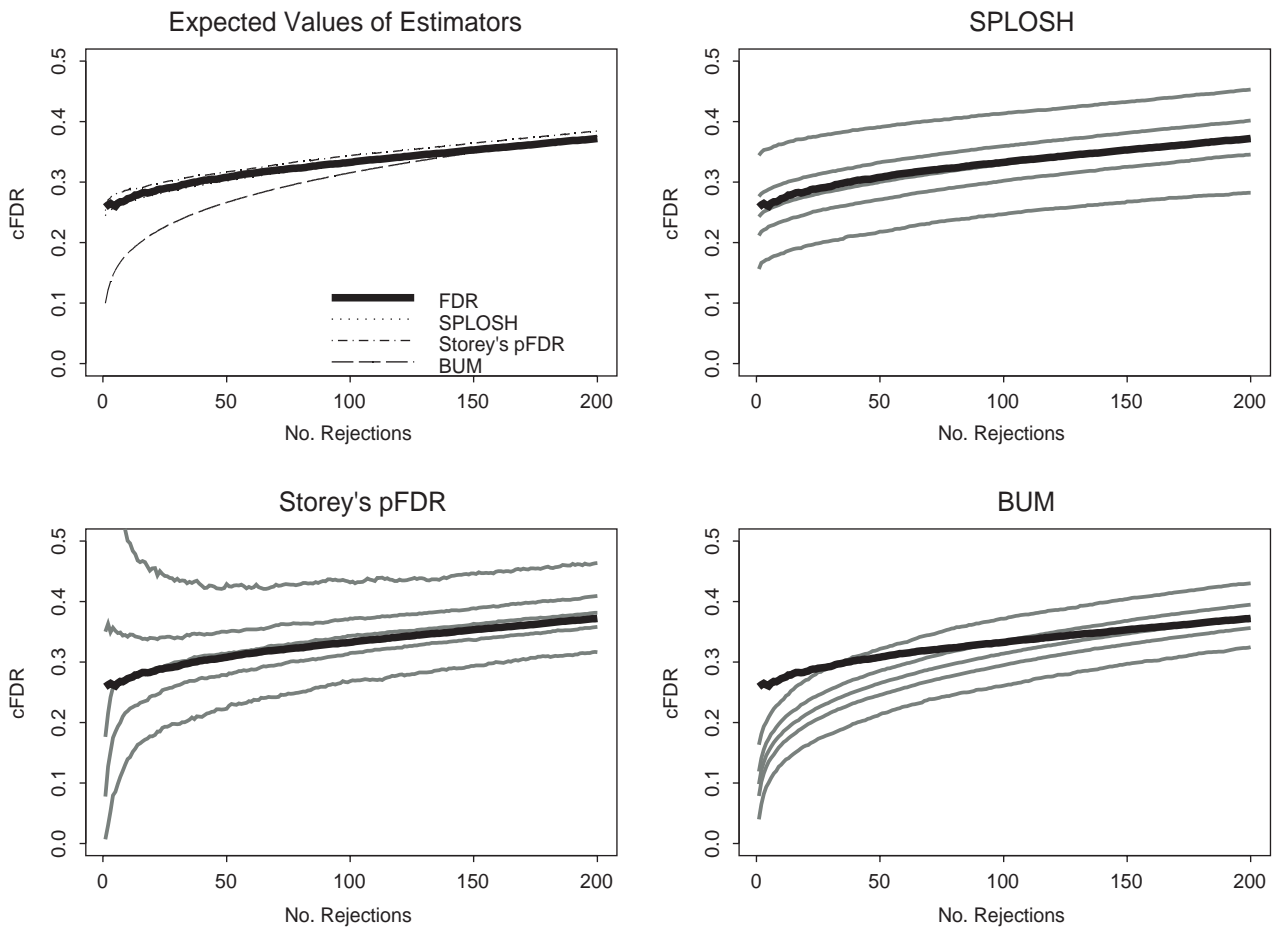 Expected Values of Estimators
cFDR
0.0 0.1 0.2 0.3 0.4 0.5
FDR
SPLOSH
Storey's pFDR
BUM
0 50 100 150 200
No. Rejections
SPLOSH
cFDR
0.0 0.1 0.2 0.3 0.4 0.5
0 50 100 150 200
No. Rejections
Storey's pFDR
cFDR
0.0 0.1 0.2 0.3 0.4 0.5
0 50 100 150 200
No. Rejections
BUM
cFDR
0.0 0.1 0.2 0.3 0.4 0.5
0 50 100 150 200
No. Rejections